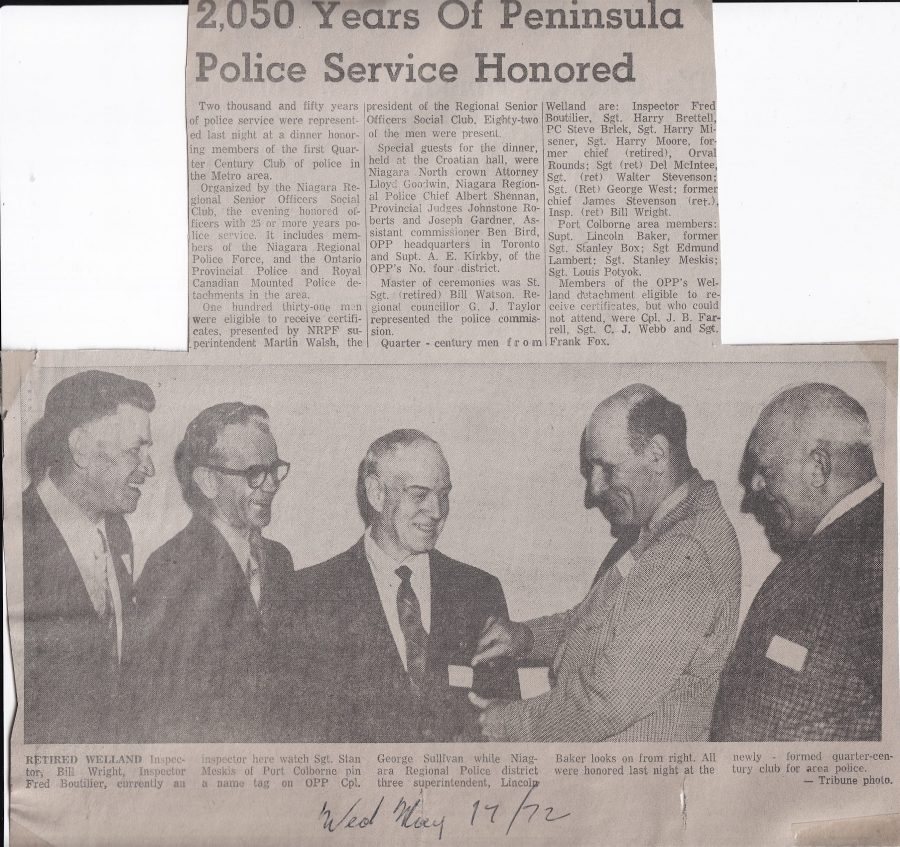 2,050 Years Of Peninsula
Police Service Honored
Two thousand and fifty years
of police service were represent-
ed last night at a dinner honor-
ing members of the first Quar-
ter Century Club of police in
the Metro area.
Organized by the Niagara Re-
gional Senior Officers Social
Club, the evening honored of-
ficers with 25 or more years po-
lice service. It includes mem-
bers of the Niagara Regional
Police Force, and the Ontario
Provincial Police and Royal
Canadian Mounted Police de-
tachments in the area.
One hundred thirty-one men
were eligible to receive certifi-
cates, presented by NRPF su-
perintendent Martin Walsh, the
president of the Regional Senior
Officers Social Club. Eighty-two
of the men were present.
Special guests for the dinner,
held at the Croatian hall, were
Niagara North crown Attorney
Lloyd Goodwin, Niagara Region-
al Police Chief Albert Shennan,
Provincial Judges Johnstone Ro-
berts and Joseph Gardner, As-
sistant commissioner Ben Bird,
OPP headquarters in Toronto
and Supt. A. E. Kirkby, of the
OPP's No. four district.
Master of ceremonies was St.
Sgt. (retired) Bill Watson. Re-
gional councillor G. J. Taylor
represented the police commis-
sion.
Quarter - century men from
Welland are: Inspector Fred
Boutilier, Sgt. Harry Brettell,
PC Steve Brlek, Sgt. Harry Mi-
sener, Sgt. Harry Moore, for-
mer chief (retired), Orval
Rounds; Sgt (ret) Del McIntee,
Sgt. (ret) Walter Stevenson;
Sgt. (Ret) George West; former
chief James Stevenson (ret.),
Insp. (ret) Bill Wright.
Port Colborne area members:
Supt. Lincoln Baker, former
Sgt. Stanley Box; Sgt Edmund
Lambert; Sgt. Stanley Meskis;
Sgt. Louis Potyok.
Members of the OPP's Wel-
land detachment eligible to re-
ceive certificates, but who could
not attend, were Cpl. J. B. Far-
rell, Sgt. C. J. Webb and Sgt.
Frank Fox.
RETIRED WELLAND Inspec-
tor, Bill Wright, Inspector
Fred Boutilier, currently an
inspector here watch Sgt. Stan
Meskis of Port Colborne pin
a name tag on OPP Cpl.
George Sullivan while Niag-
ara Regional Police district
three superintendent, Lincoln
Baker looks on from right. All
were honored last night at the
newly - formed quarter-cen-
tury club for area police.
— Tribune photo.
Wed May 17/72